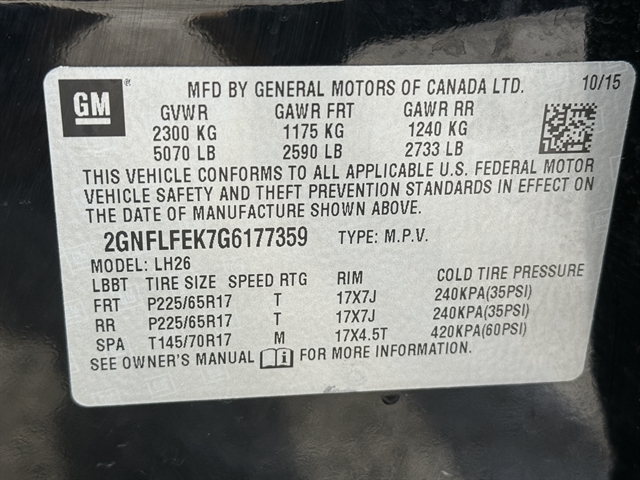 GM ® MFD BY GENERAL MOTORS OF CANADA LTD. 10/15
GVWR GAWR FRT GAWR RR
2300 KG 1175 KG 1240 KG
5070 LB 2590 LB 2733 LB
THIS VEHICLE CONFORMS TO ALL APPLICABLE U.S. FEDERAL MOTOR
VEHICLE SAFETY AND THEFT PREVENTION STANDARDS IN EFFECT ON
THE DATE OF MANUFACTURE SHOWN ABOVE.
2GNFLFEK7G6177359 TYPE: M.P.V.
MODEL: LH26
LBBT TIRE SIZE SPEED RTG RIM COLD TIRE PRESSURE
FRT P225/65R17 T 17X7J 240KPA(35PSI)
RR P225/65R17 T 17X7J 240KPA(35PSI)
SPA T145/70R17 M 17X4.5T 420KPA(60PSI)
SEE OWNER'S MANUAL FOR MORE INFORMATION.